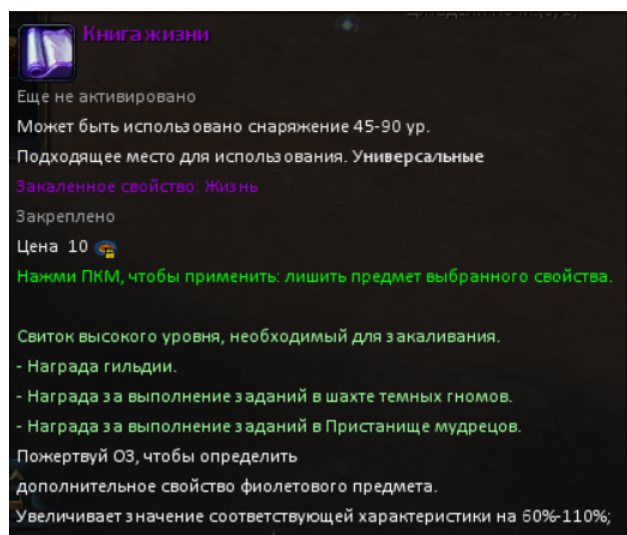 Книга жизни
Еще не активировано
Может быть использовано снаряжение 45-90 ур.
Подходящее место для использования. Универсальные
Закаленное свойство: Жизнь
Закреплено
Цена 10
Нажми ПКМ, чтобы применить: лишить предмет выбранного свойства.
Свиток высокого уровня, необходимый для закаливания.
- Награда гильдии.
- Награда за выполнение заданий в шахте темных гномов.
- Награда за выполнение заданий в Пристанище мудрецов.
Пожертвуй ОЗ, чтобы определить
дополнительное свойство фиолетового предмета.
Увеличивает значение соответствующей характеристики на 60%-110%;